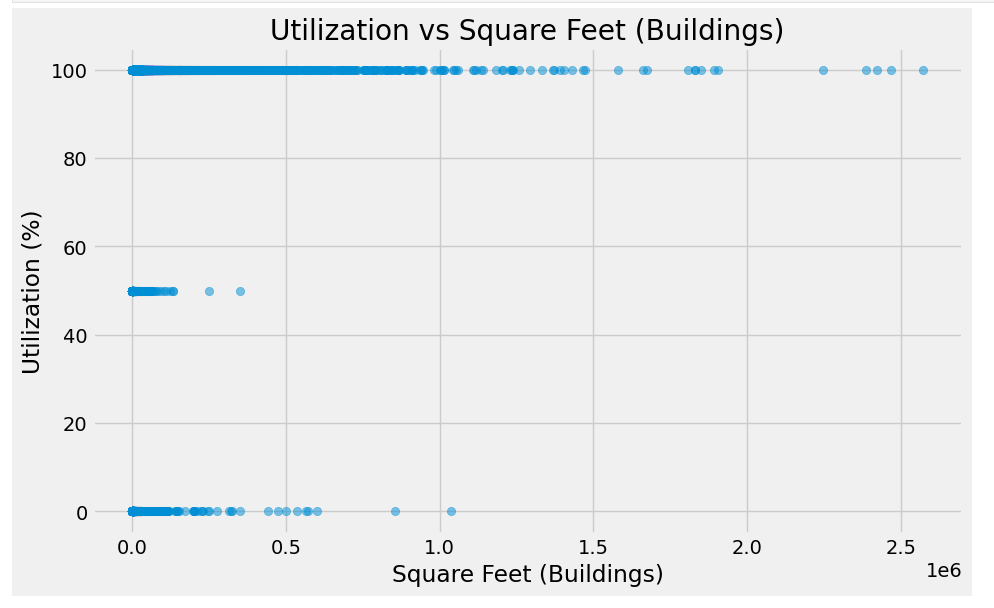 Utilization vs Square Feet (Buildings)
100
80
60
40
20
0
Utilization (%)
0.0 0.5 1.0 1.5 2.0 2.5
1e6
Square Feet (Buildings)